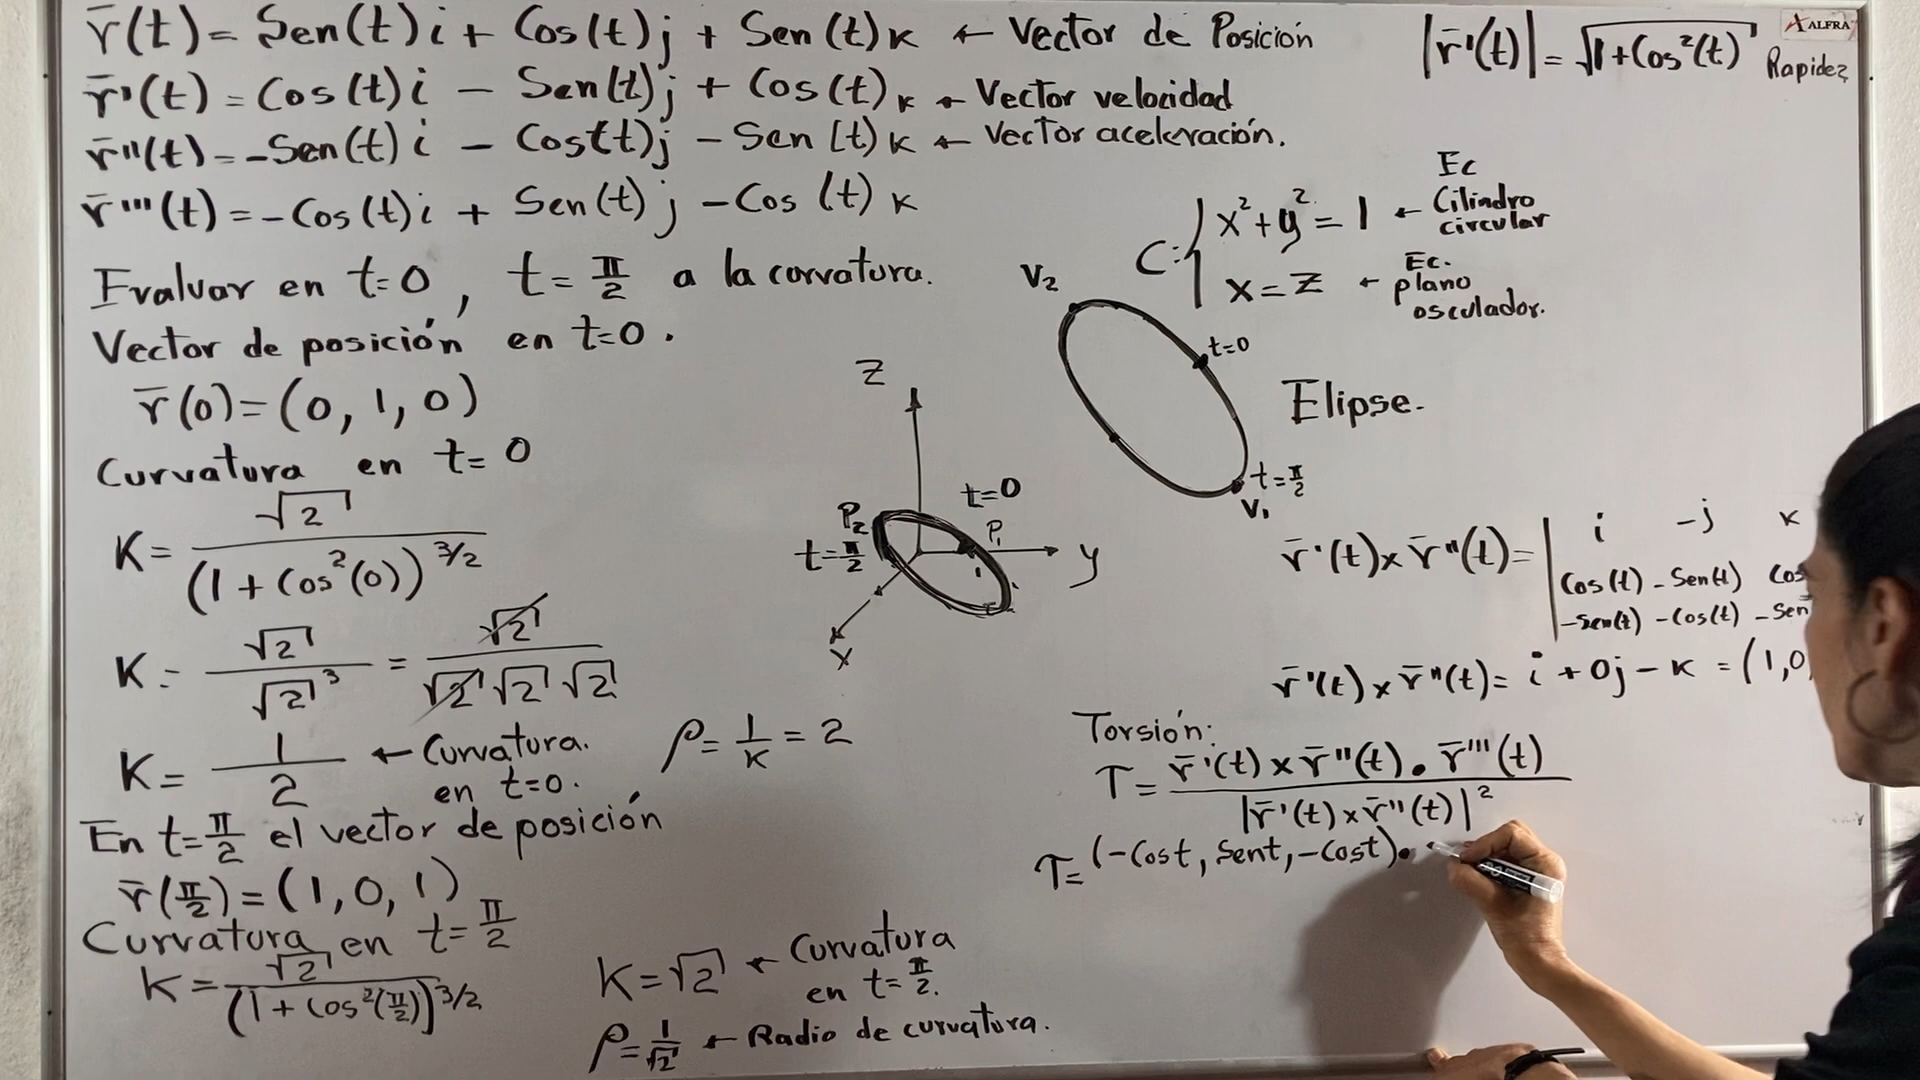 r̄(t) = Sen(t)i + Cos(t)j + Sen(t)k ← Vector de Posición
r̄'(t) = Cos(t)i - Sen(t)j + Cos(t)k ← Vector velocidad
r̄''(t) = -Sen(t)i - Cos(t)j - Sen(t)k ← Vector aceleración.
r̄'''(t) = -Cos(t)i + Sen(t)j - Cos(t)k
Evaluar en t=0, t=π/2 a la corvatura.
Vector de posición en t=0.
r̄(0)=(0, 1, 0)
Curvatura en t=0
K = √2 / (1+Cos²(0))^3/2
K = √2 / √2³ = √2 / √2 √2 √2
K = 1/2 ← Curvatura. en t=0.
ρ = 1/K = 2
En t=π/2 el vector de posición
r̄(π/2)=(1, 0, 1)
Curvatura en t=π/2
K = √2 / (1+Cos²(π/2))^3/2
K=√2 ← Curvatura
en t=π/2.
ρ=1/√2 ← Radio de curvatura.
Z
t=0
P2
P1
t=π/2
1
y
x
|r̄'(t)| = √1+Cos²(t)
Rapidez
ALFRA
C: { x²+y²=1 ← Ec Cilindro circular
x=z ← Ec. plano osculador.
V2
t=0
Elipse.
t=π/2
V1
r̄'(t)×r̄''(t)= | i -j k
Cos(t) -Sen(t) Cos
-Sen(t) -Cos(t) -Sen
r̄'(t)×r̄''(t)= i + 0j - k = (1,0
Torsión:
T = r̄'(t)×r̄''(t)•r̄'''(t) / |r̄'(t)×r̄''(t)|²
T= (-Cost, Sent, -Cost)•